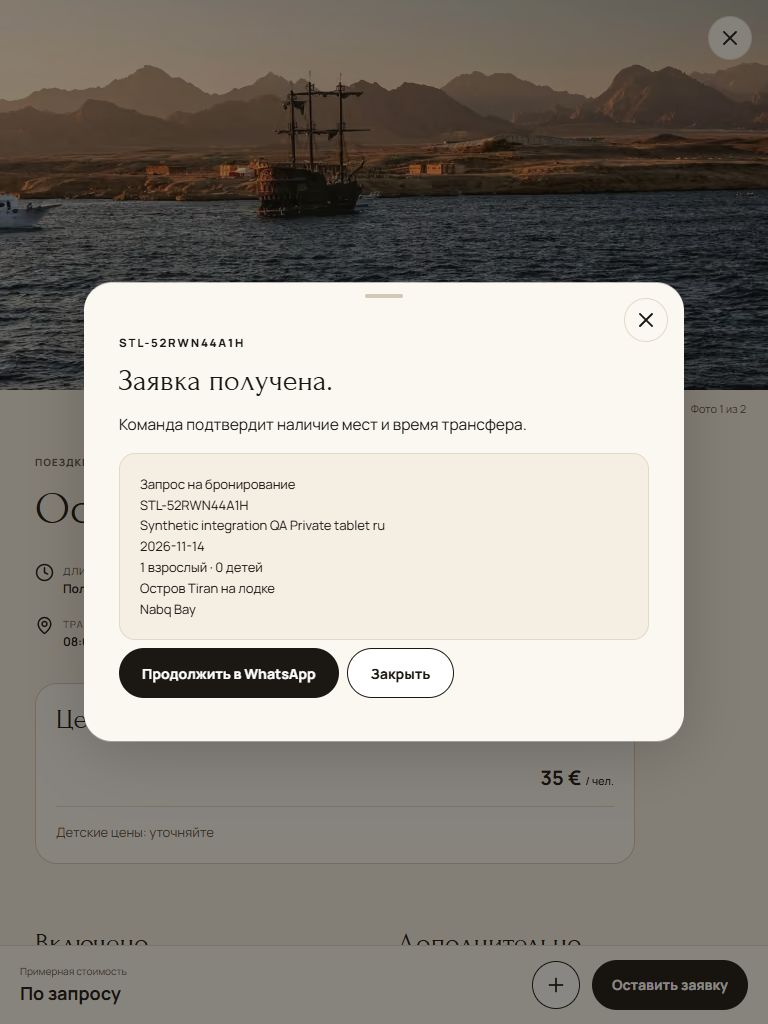 STL-52RWN44A1H
Заявка получена.
Команда подтвердит наличие мест и время трансфера.
Запрос на бронирование
STL-52RWN44A1H
Synthetic integration QA Private tablet ru
2026-11-14
1 взрослый · 0 детей
Остров Tiran на лодке
Nabq Bay
Продолжить в WhatsApp
Закрыть
Фото 1 из 2
35 € / чел.
Детские цены: уточняйте
Включено
Дополнительно
Примерная стоимость
По запросу
Оставить заявку